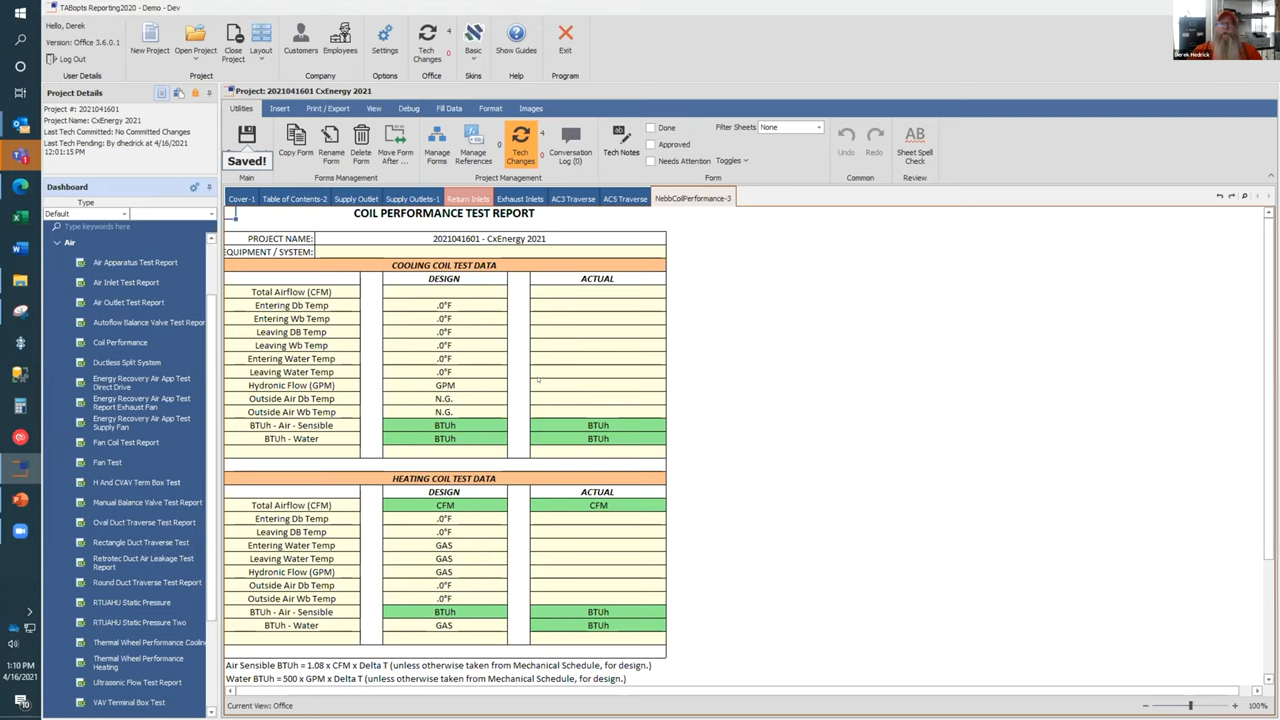 TABopts Reporting2020 - Demo - Dev
Hello, Derek
Version: Office 3.6.0.1
Log Out
User Details
New Project
Open Project
Close Project
Layout
Project
Customers
Employees
Company
Settings
Options
Tech Changes
4
0
Office
Basic
Skins
Show Guides
Help
Exit
Program
Derek Hedrick
Project Details
Project #: 2021041601
Project Name: CxEnergy 2021
Last Tech Committed: No Committed Changes
Last Tech Pending: By dhedrick at 4/16/2021
12:01:15 PM
Dashboard
Type
Default
Type keywords here
Air
Air Apparatus Test Report
Air Inlet Test Report
Air Outlet Test Report
Autoflow Balance Valve Test Repor
Coil Performance
Ductless Split System
Energy Recovery Air App Test
Direct Drive
Energy Recovery Air App Test
Report Exhaust Fan
Energy Recovery Air App Test
Supply Fan
Fan Coil Test Report
Fan Test
H And CVAV Term Box Test
Manual Balance Valve Test Report
Oval Duct Traverse Test Report
Rectangle Duct Traverse Test
Retrotec Duct Air Leakage Test
Report
Round Duct Traverse Test Report
RTUAHU Static Pressure
RTUAHU Static Pressure Two
Thermal Wheel Performance Cooling
Thermal Wheel Performance
Heating
Ultrasonic Flow Test Report
VAV Terminal Box Test
Project: 2021041601 CxEnergy 2021
Utilities Insert Print / Export View Debug Fill Data Format Images
Saved!
Main
Copy Form
Rename Form
Delete Form
Move Form After ...
Forms Management
Manage Forms
Manage References
0
Tech Changes
4
0
Conversation Log (0)
Project Management
Tech Notes
Done
Approved
Needs Attention
Filter Sheets None
Toggles
Form
Undo
Redo
Common
ABC
Sheet Spell Check
Review
Cover-1 Table of Contents-2 Supply Outlet Supply Outlets-1 Return Inlets Exhaust Inlets AC3 Traverse AC5 Traverse NebbCoilPerformance-3
COIL PERFORMANCE TEST REPORT
PROJECT NAME: 2021041601 - CxEnergy 2021
EQUIPMENT / SYSTEM:
COOLING COIL TEST DATA
DESIGN ACTUAL
Total Airflow (CFM)
Entering Db Temp .0°F
Entering Wb Temp .0°F
Leaving DB Temp .0°F
Leaving Wb Temp .0°F
Entering Water Temp .0°F
Leaving Water Temp .0°F
Hydronic Flow (GPM) GPM
Outside Air Db Temp N.G.
Outside Air Wb Temp N.G.
BTUh - Air - Sensible BTUh BTUh
BTUh - Water BTUh BTUh
HEATING COIL TEST DATA
DESIGN ACTUAL
Total Airflow (CFM) CFM CFM
Entering Db Temp .0°F
Leaving DB Temp .0°F
Entering Water Temp GAS
Leaving Water Temp GAS
Hydronic Flow (GPM) GAS
Outside Air Db Temp .0°F
Outside Air Wb Temp .0°F
BTUh - Air - Sensible BTUh BTUh
BTUh - Water GAS BTUh
Air Sensible BTUh = 1.08 x CFM x Delta T (unless otherwise taken from Mechanical Schedule, for design.)
Water BTUh = 500 x GPM x Delta T (unless otherwise taken from Mechanical Schedule, for design.)
Current View: Office
100%
1:10 PM
4/16/2021